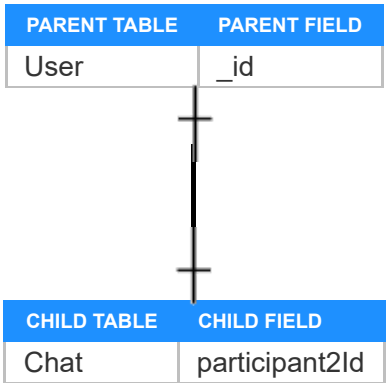 PARENT TABLE PARENT FIELD
User _id
CHILD TABLE CHILD FIELD
Chat participant2Id